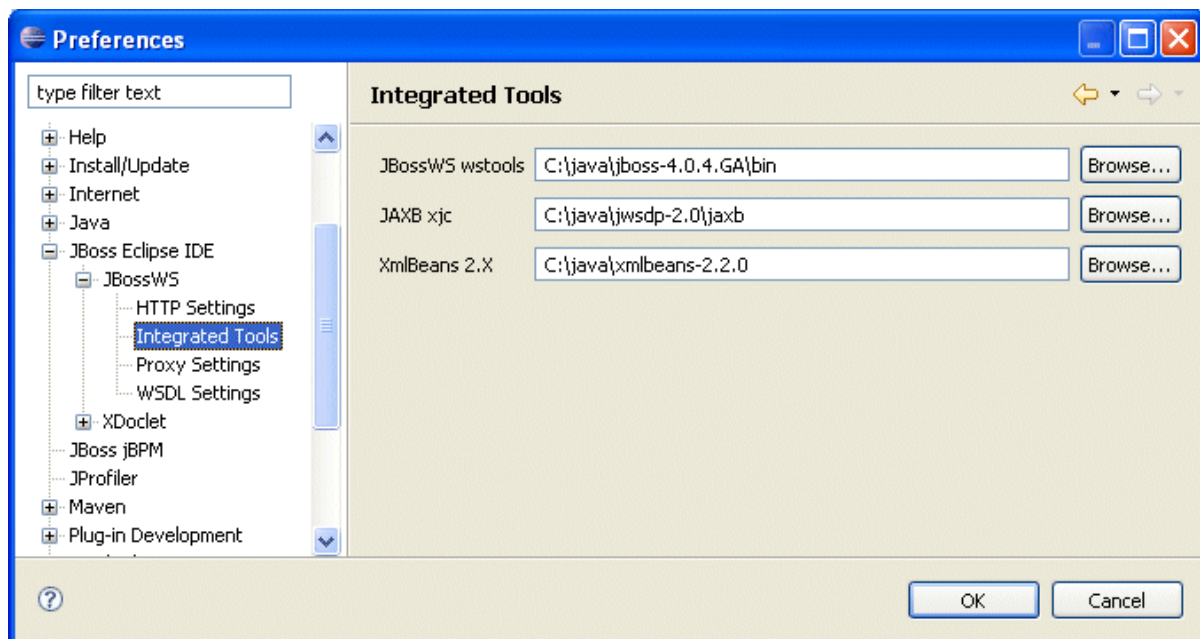 Preferences
type filter text
Help
Install/Update
Internet
Java
JBoss Eclipse IDE
JBossWS
HTTP Settings
Integrated Tools
Proxy Settings
WSDL Settings
XDoclet
JBoss jBPM
JProfiler
Maven
Plug-in Development
Integrated Tools
JBossWS wstools C:\java\jboss-4.0.4.GA\bin Browse...
JAXB xjc C:\java\jwsdp-2.0\jaxb Browse...
XmlBeans 2.X C:\java\xmlbeans-2.2.0 Browse...
OK Cancel